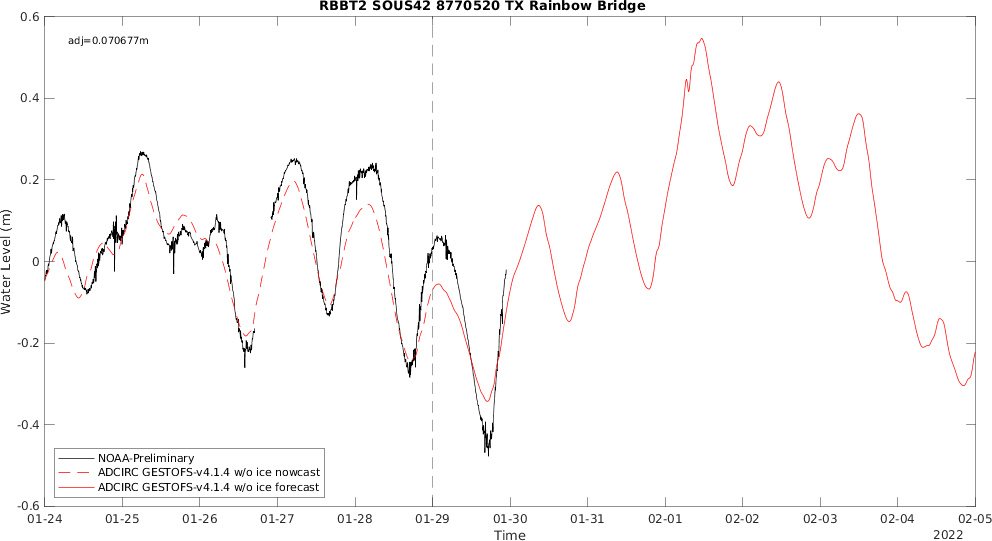 RBBT2 SOUS42 8770520 TX Rainbow Bridge
adj=0.070677m
0.6
0.4
0.2
0
-0.2
-0.4
-0.6
Water Level (m)
NOAA-Preliminary
ADCIRC GESTOFS-v4.1.4 w/o ice nowcast
ADCIRC GESTOFS-v4.1.4 w/o ice forecast
01-24 01-25 01-26 01-27 01-28 01-29 01-30 01-31 02-01 02-02 02-03 02-04 02-05
Time
2022